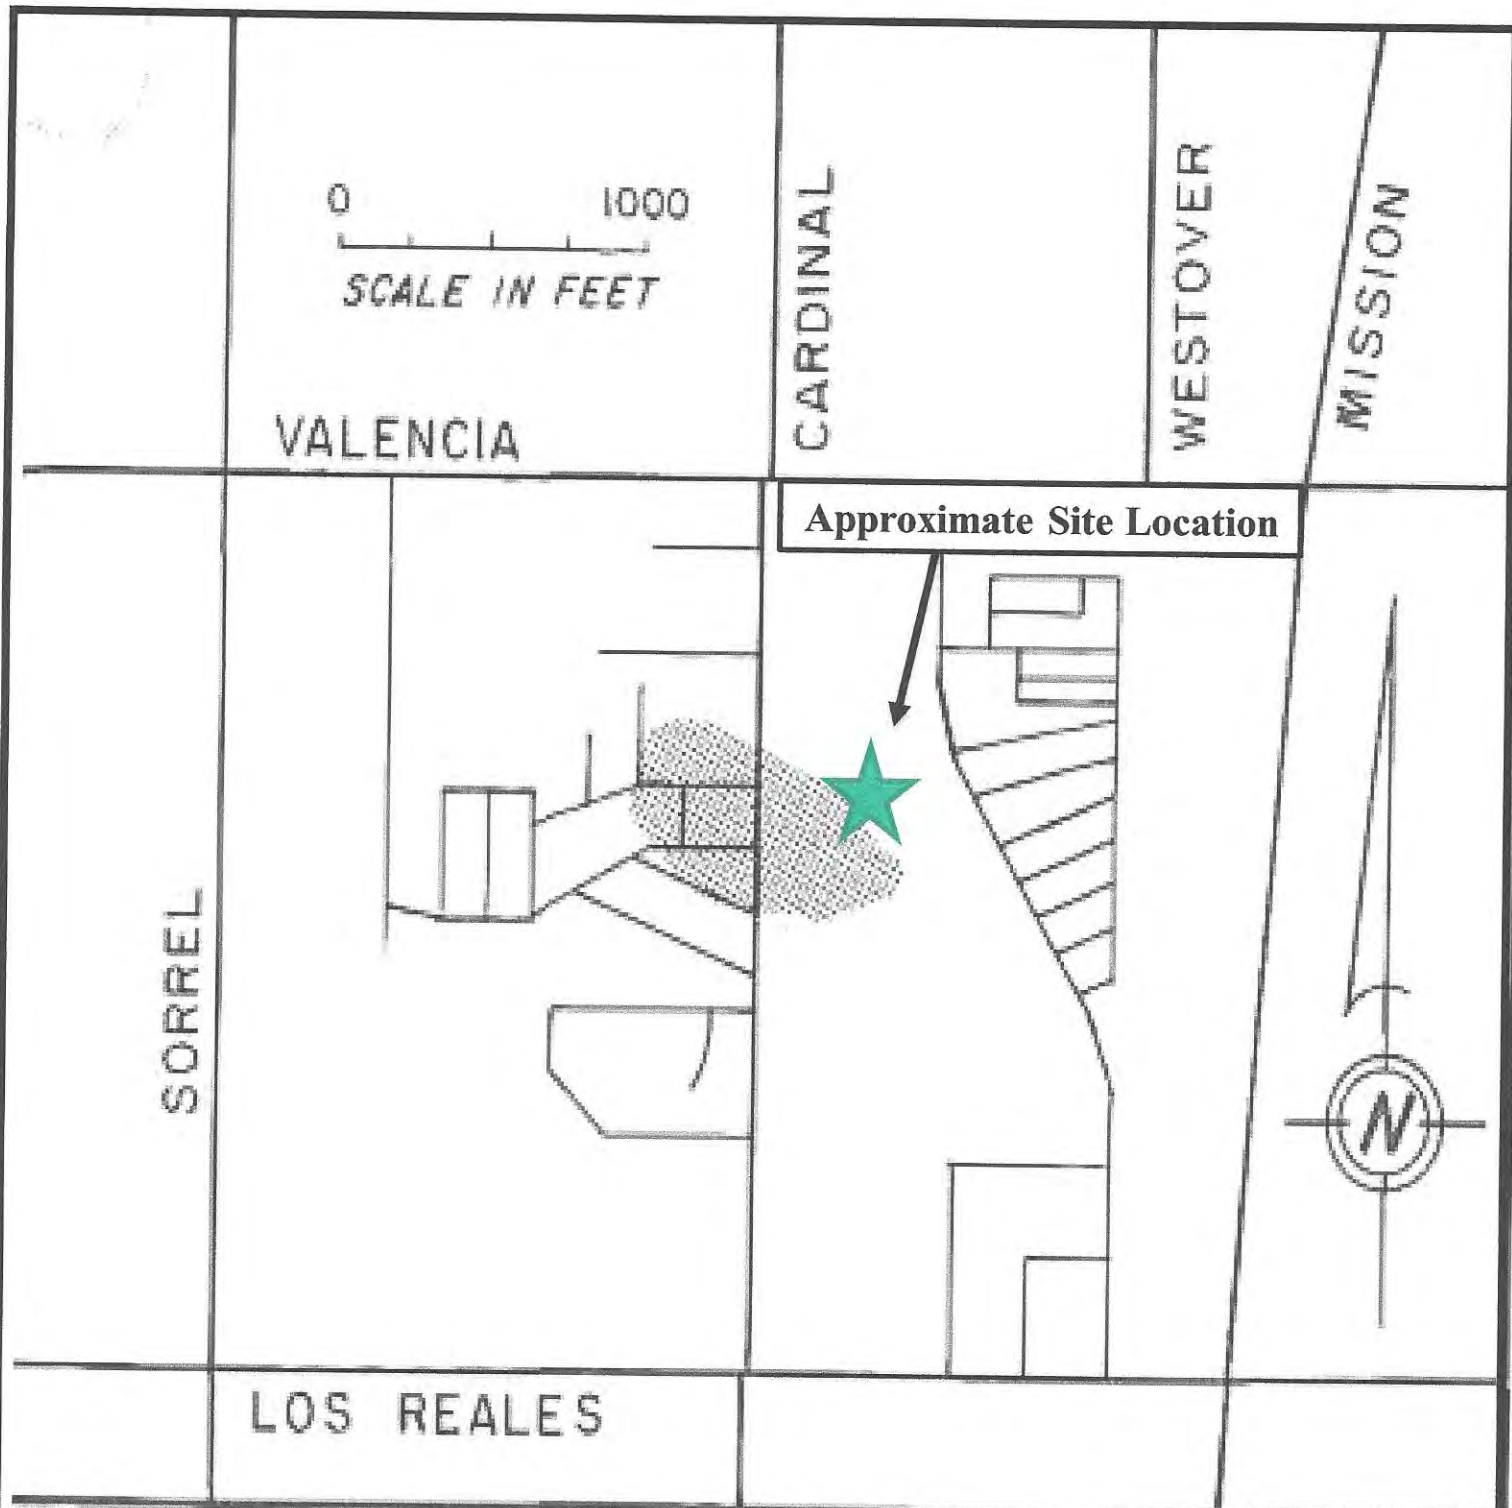 0 1000
SCALE IN FEET
CARDINAL
WESTOVER
MISSION
VALENCIA
Approximate Site Location
SORREL
N
LOS REALES